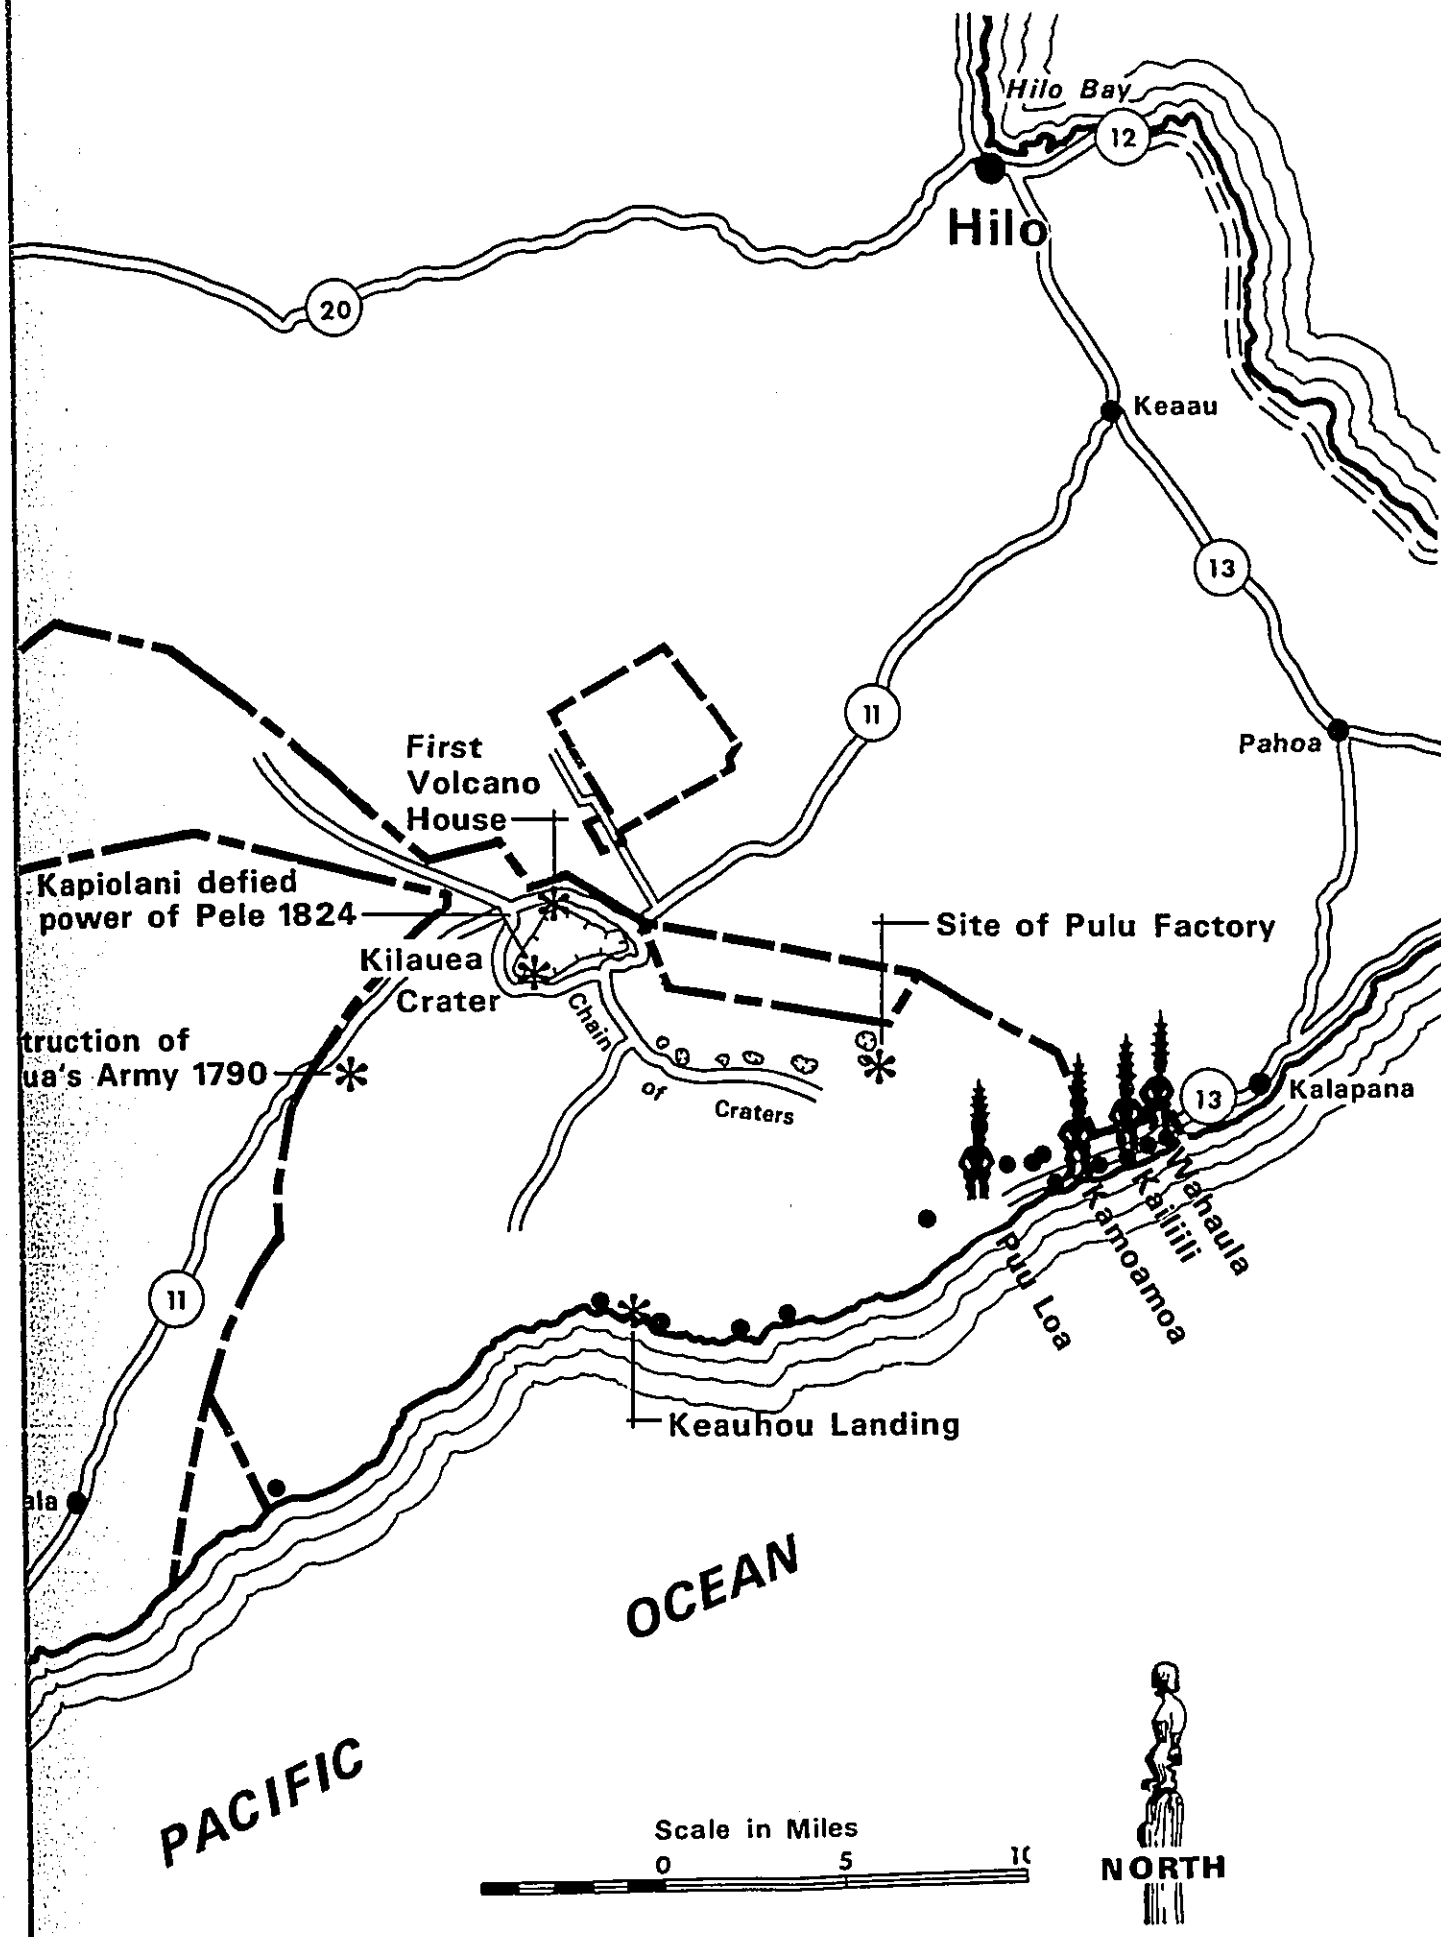 Hilo Bay
12
Hilo
20
Keaau
13
11
Pahoa
First
Volcano
House
Kapiolani defied
power of Pele 1824
Site of Pulu Factory
Kilauea
Crater
Chain
of
Craters
truction of
ua's Army 1790
13
Kalapana
Wahaula
Kailiili
Kamoamoa
Puu Loa
11
Keauhou Landing
ala
OCEAN
PACIFIC
Scale in Miles
0 5 10
NORTH